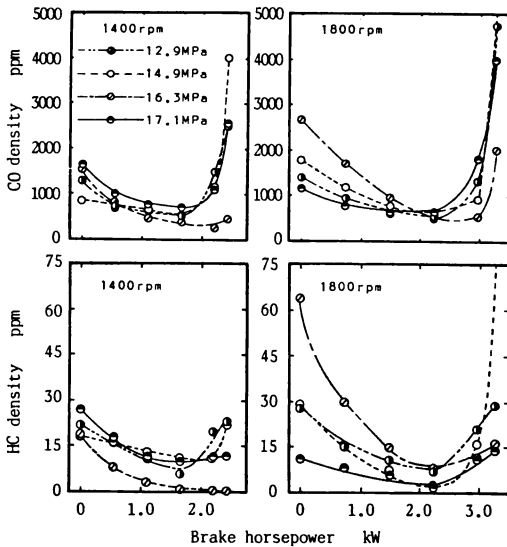 1400rpm
1800rpm
12.9MPa
14.9MPa
16.3MPa
17.1MPa
CO density ppm
5000
4000
3000
2000
1000
0
5000
4000
3000
2000
1000
0
1400rpm
1800rpm
HC density ppm
75
60
45
30
15
0
75
60
45
30
15
0
0 1.0 2.0
0 1.0 2.0 3.0
Brake horsepower kW